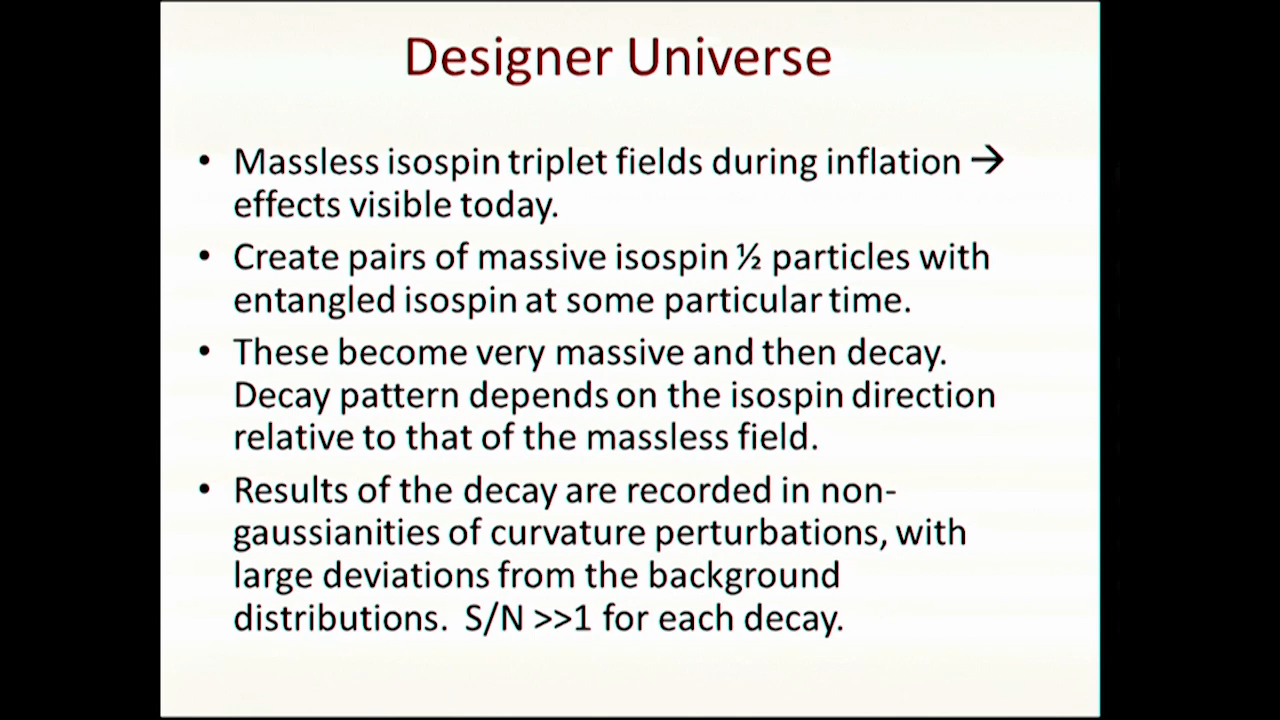 Designer Universe
• Massless isospin triplet fields during inflation →
effects visible today.
• Create pairs of massive isospin ½ particles with
entangled isospin at some particular time.
• These become very massive and then decay.
Decay pattern depends on the isospin direction
relative to that of the massless field.
• Results of the decay are recorded in non-
gaussianities of curvature perturbations, with
large deviations from the background
distributions.  S/N >>1 for each decay.